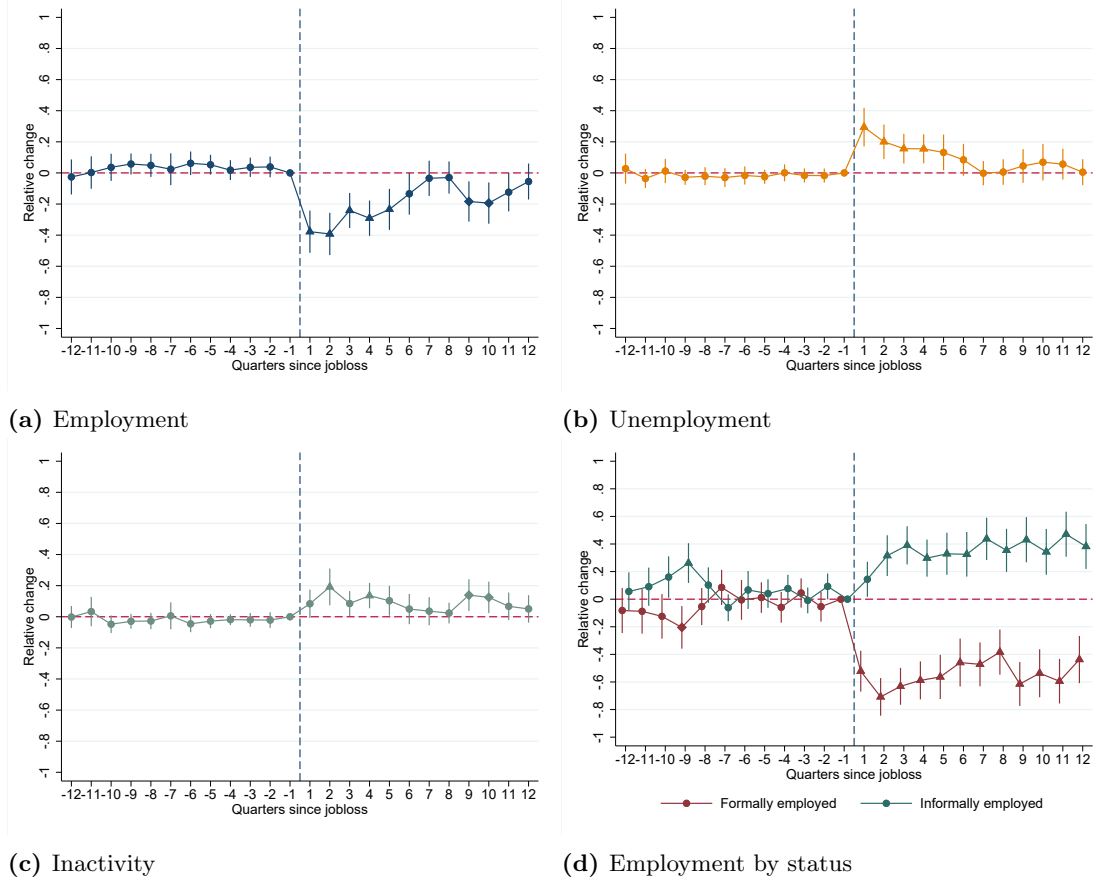 Relative change
1
.8
.6
.4
.2
0
-.2
-.4
-.6
-.8
-1
-12 -11 -10 -9 -8 -7 -6 -5 -4 -3 -2 -1 1 2 3 4 5 6 7 8 9 10 11 12
Quarters since jobloss
(a) Employment
Relative change
1
.8
.6
.4
.2
0
-.2
-.4
-.6
-.8
-1
-12 -11 -10 -9 -8 -7 -6 -5 -4 -3 -2 -1 1 2 3 4 5 6 7 8 9 10 11 12
Quarters since jobloss
(b) Unemployment
Relative change
1
.8
.6
.4
.2
0
-.2
-.4
-.6
-.8
-1
-12 -11 -10 -9 -8 -7 -6 -5 -4 -3 -2 -1 1 2 3 4 5 6 7 8 9 10 11 12
Quarters since jobloss
(c) Inactivity
Relative change
1
.8
.6
.4
.2
0
-.2
-.4
-.6
-.8
-1
-12 -11 -10 -9 -8 -7 -6 -5 -4 -3 -2 -1 1 2 3 4 5 6 7 8 9 10 11 12
Quarters since jobloss
Formally employed Informally employed
(d) Employment by status